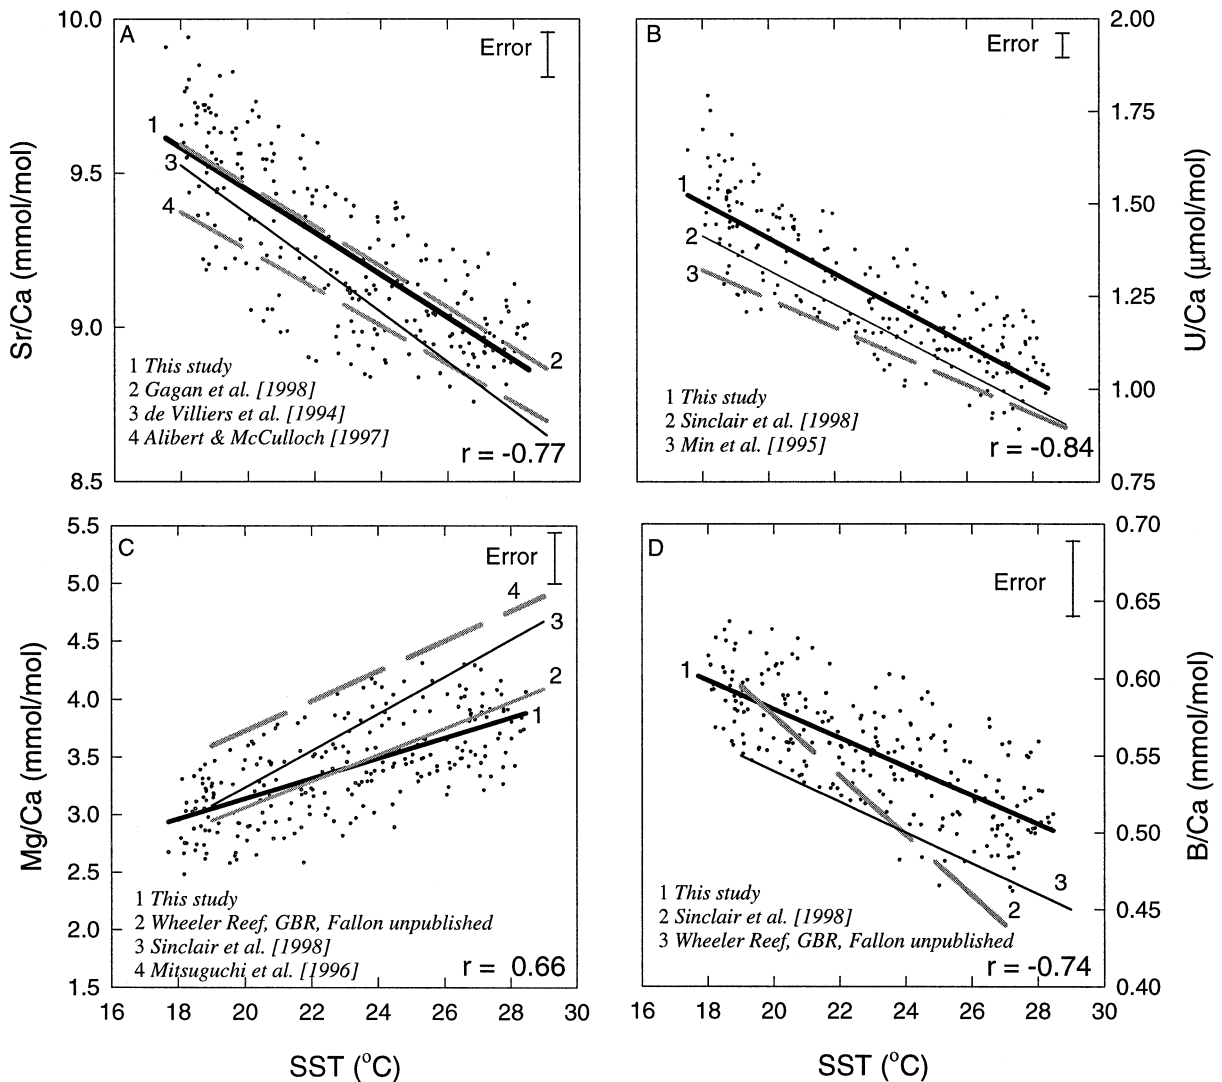 10.0
9.5
9.0
8.5
Sr/Ca (mmol/mol)
A
Error
1
3
4
2
1 This study
2 Gagan et al. [1998]
3 de Villiers et al. [1994]
4 Alibert & McCulloch [1997]
r = -0.77
B
Error
2.00
1.75
1.50
1.25
1.00
0.75
U/Ca (μmol/mol)
1
2
3
1 This study
2 Sinclair et al. [1998]
3 Min et al. [1995]
r = -0.84
5.5
5.0
4.5
4.0
3.5
3.0
2.5
2.0
1.5
Mg/Ca (mmol/mol)
C
Error
4
3
2
1
1 This study
2 Wheeler Reef, GBR, Fallon unpublished
3 Sinclair et al. [1998]
4 Mitsuguchi et al. [1996]
r = 0.66
16 18 20 22 24 26 28 30
SST (°C)
D
Error
0.70
0.65
0.60
0.55
0.50
0.45
0.40
B/Ca (mmol/mol)
1
3
2
1 This study
2 Sinclair et al. [1998]
3 Wheeler Reef, GBR, Fallon unpublished
r = -0.74
16 18 20 22 24 26 28 30
SST (°C)